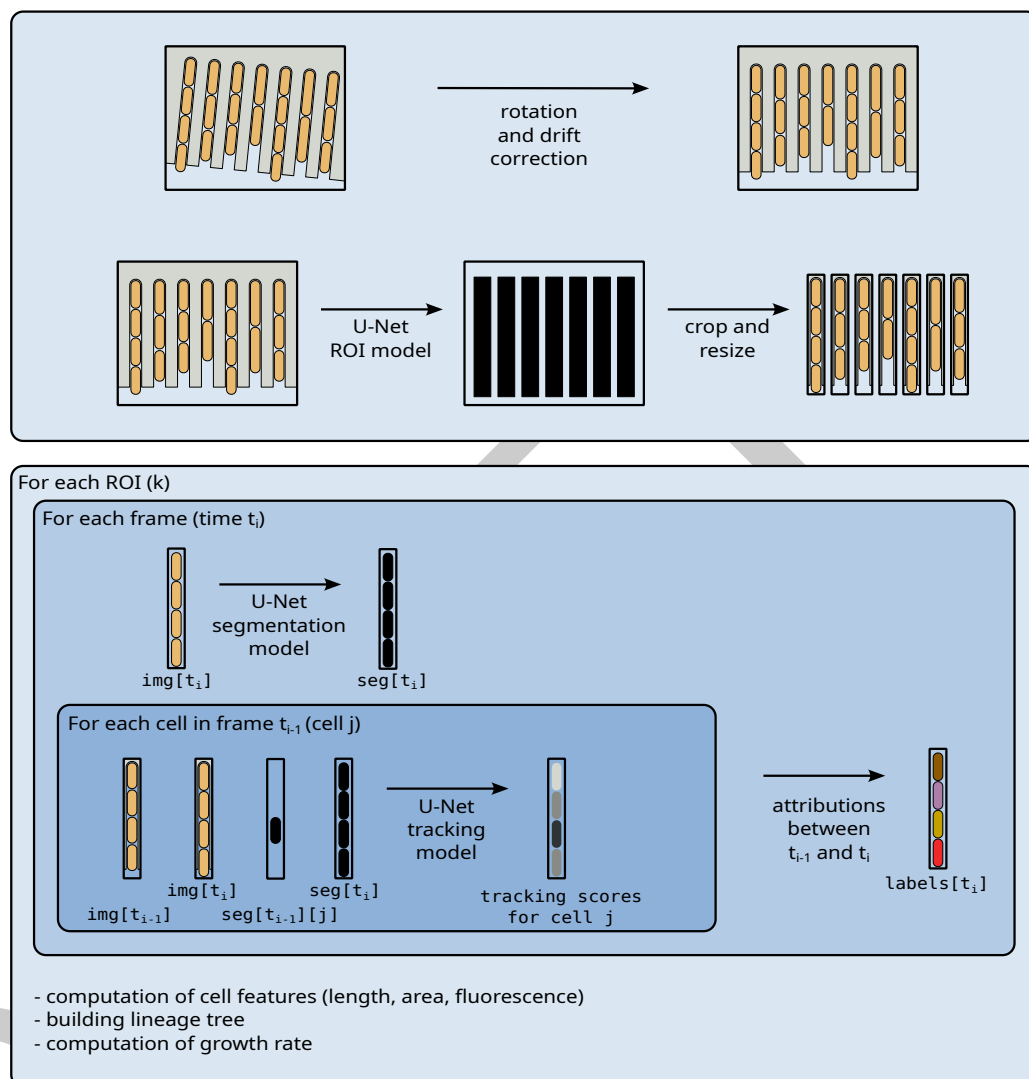 rotation
and drift
correction
U-Net
ROI model
crop and
resize
For each ROI (k)
For each frame (time tᵢ)
U-Net
segmentation
model
img[tᵢ]
seg[tᵢ]
For each cell in frame tᵢ₋₁ (cell j)
U-Net
tracking
model
attributions
between
tᵢ₋₁ and tᵢ
img[tᵢ₋₁]
img[tᵢ]
seg[tᵢ₋₁][j]
seg[tᵢ]
tracking scores
for cell j
labels[tᵢ]
- computation of cell features (length, area, fluorescence)
- building lineage tree
- computation of growth rate